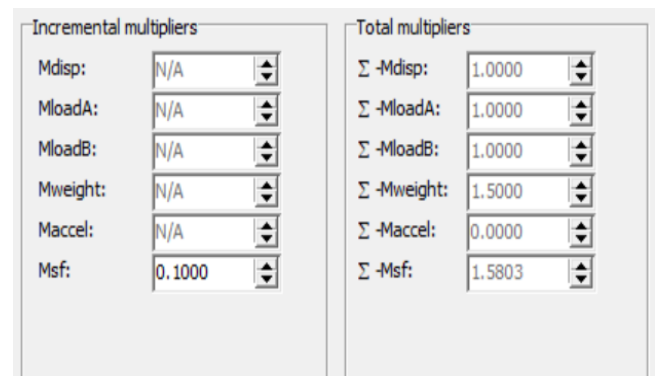 Incremental multipliers
Mdisp: N/A
MloadA: N/A
MloadB: N/A
Mweight: N/A
Maccel: N/A
Msf: 0.1000
Total multipliers
Σ -Mdisp: 1.0000
Σ -MloadA: 1.0000
Σ -MloadB: 1.0000
Σ -Mweight: 1.5000
Σ -Maccel: 0.0000
Σ -Msf: 1.5803